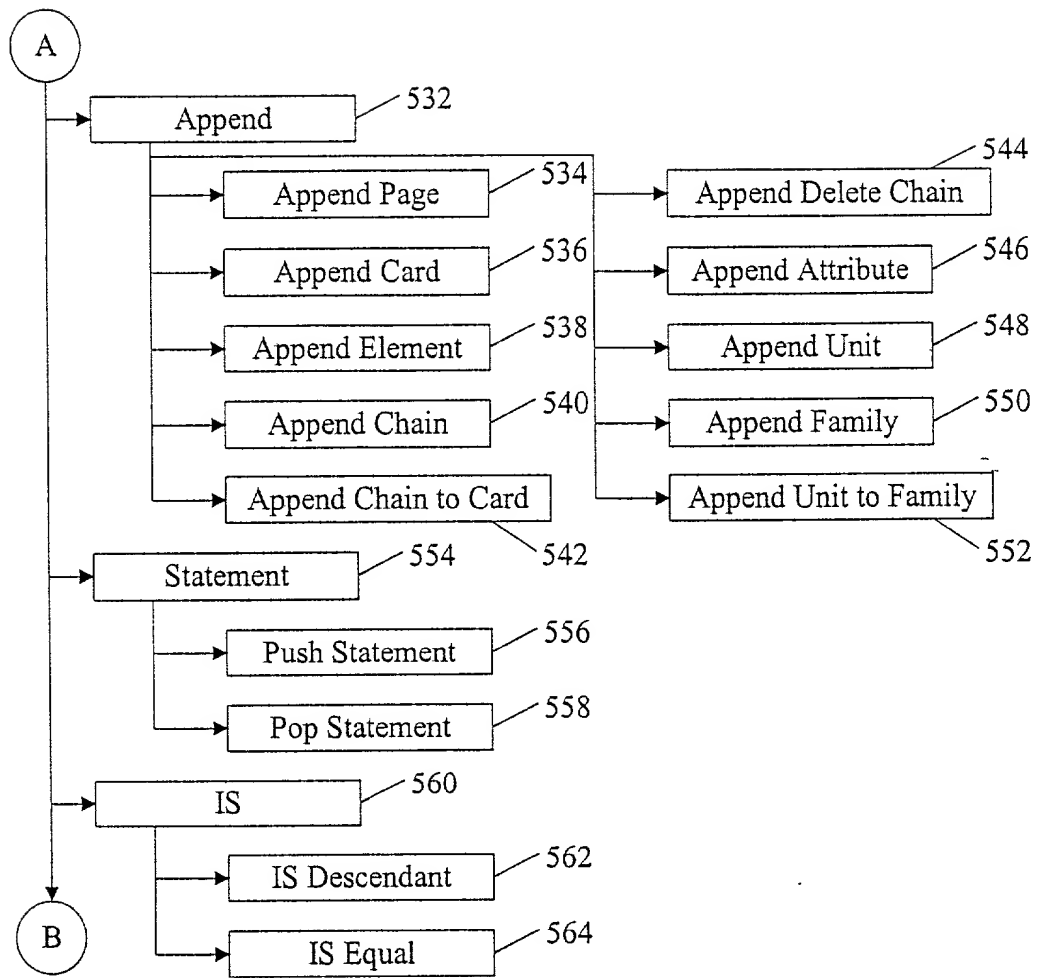 A
Append
532
Append Page
534
Append Card
536
Append Element
538
Append Chain
540
Append Chain to Card
542
Append Delete Chain
544
Append Attribute
546
Append Unit
548
Append Family
550
Append Unit to Family
552
Statement
554
Push Statement
556
Pop Statement
558
IS
560
IS Descendant
562
IS Equal
564
B